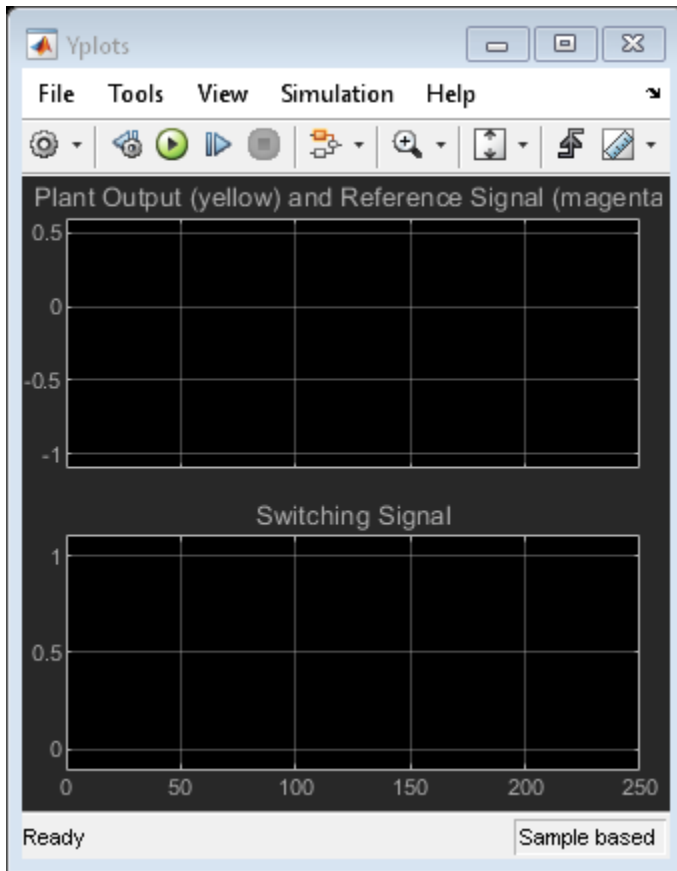 Yplots
File Tools View Simulation Help
Plant Output (yellow) and Reference Signal (magenta
0.5
0
-0.5
-1
Switching Signal
1
0.5
0
0 50 100 150 200 250
Ready Sample based